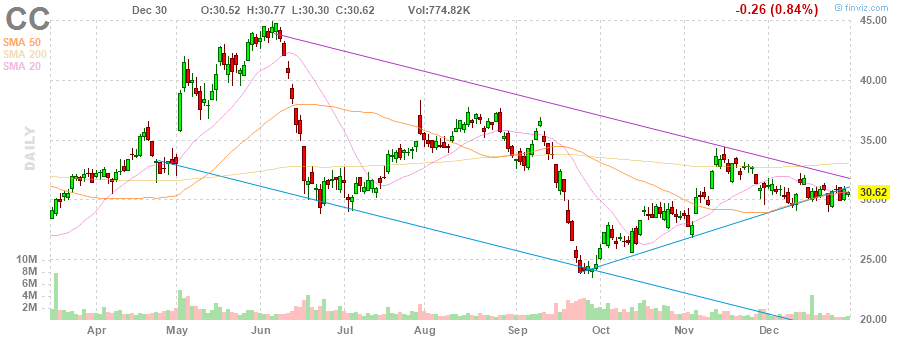 CC
Dec 30 O:30.52 H:30.77 L:30.30 C:30.62 Vol:774.82K -0.26 (0.84%)
© finviz.com
SMA 50
SMA 200
SMA 20
DAILY
45.00
40.00
35.00
30.62
30.00
25.00
20.00
10M
8M
6M
4M
2M
Apr May Jun Jul Aug Sep Oct Nov Dec